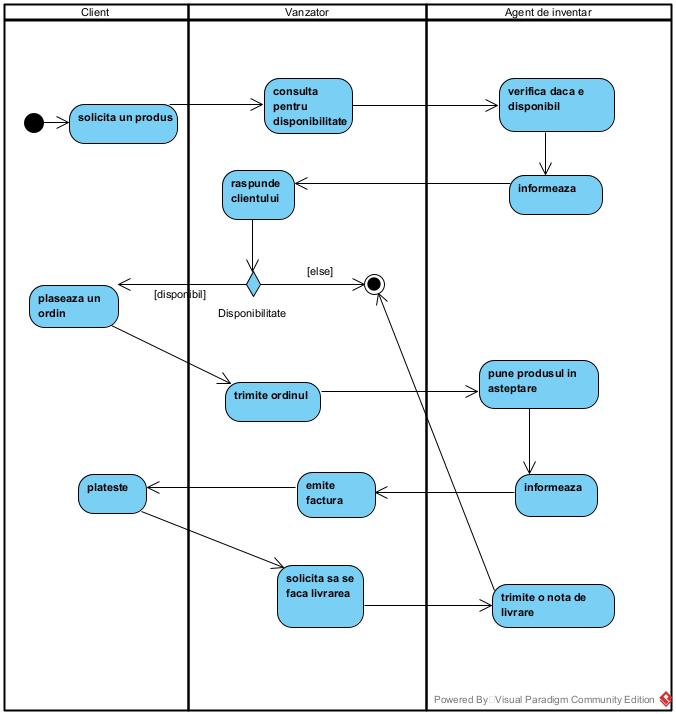 Client
Vanzator
Agent de inventar
solicita un produs
consulta
pentru
disponibilitate
verifica daca e
disponibil
raspunde
clientului
informeaza
[disponibil]
[else]
Disponibilitate
plaseaza un
ordin
trimite ordinul
pune produsul in
asteptare
plateste
emite
factura
informeaza
solicita sa se
faca livrarea
trimite o nota de
livrare
Powered By Visual Paradigm Community Edition